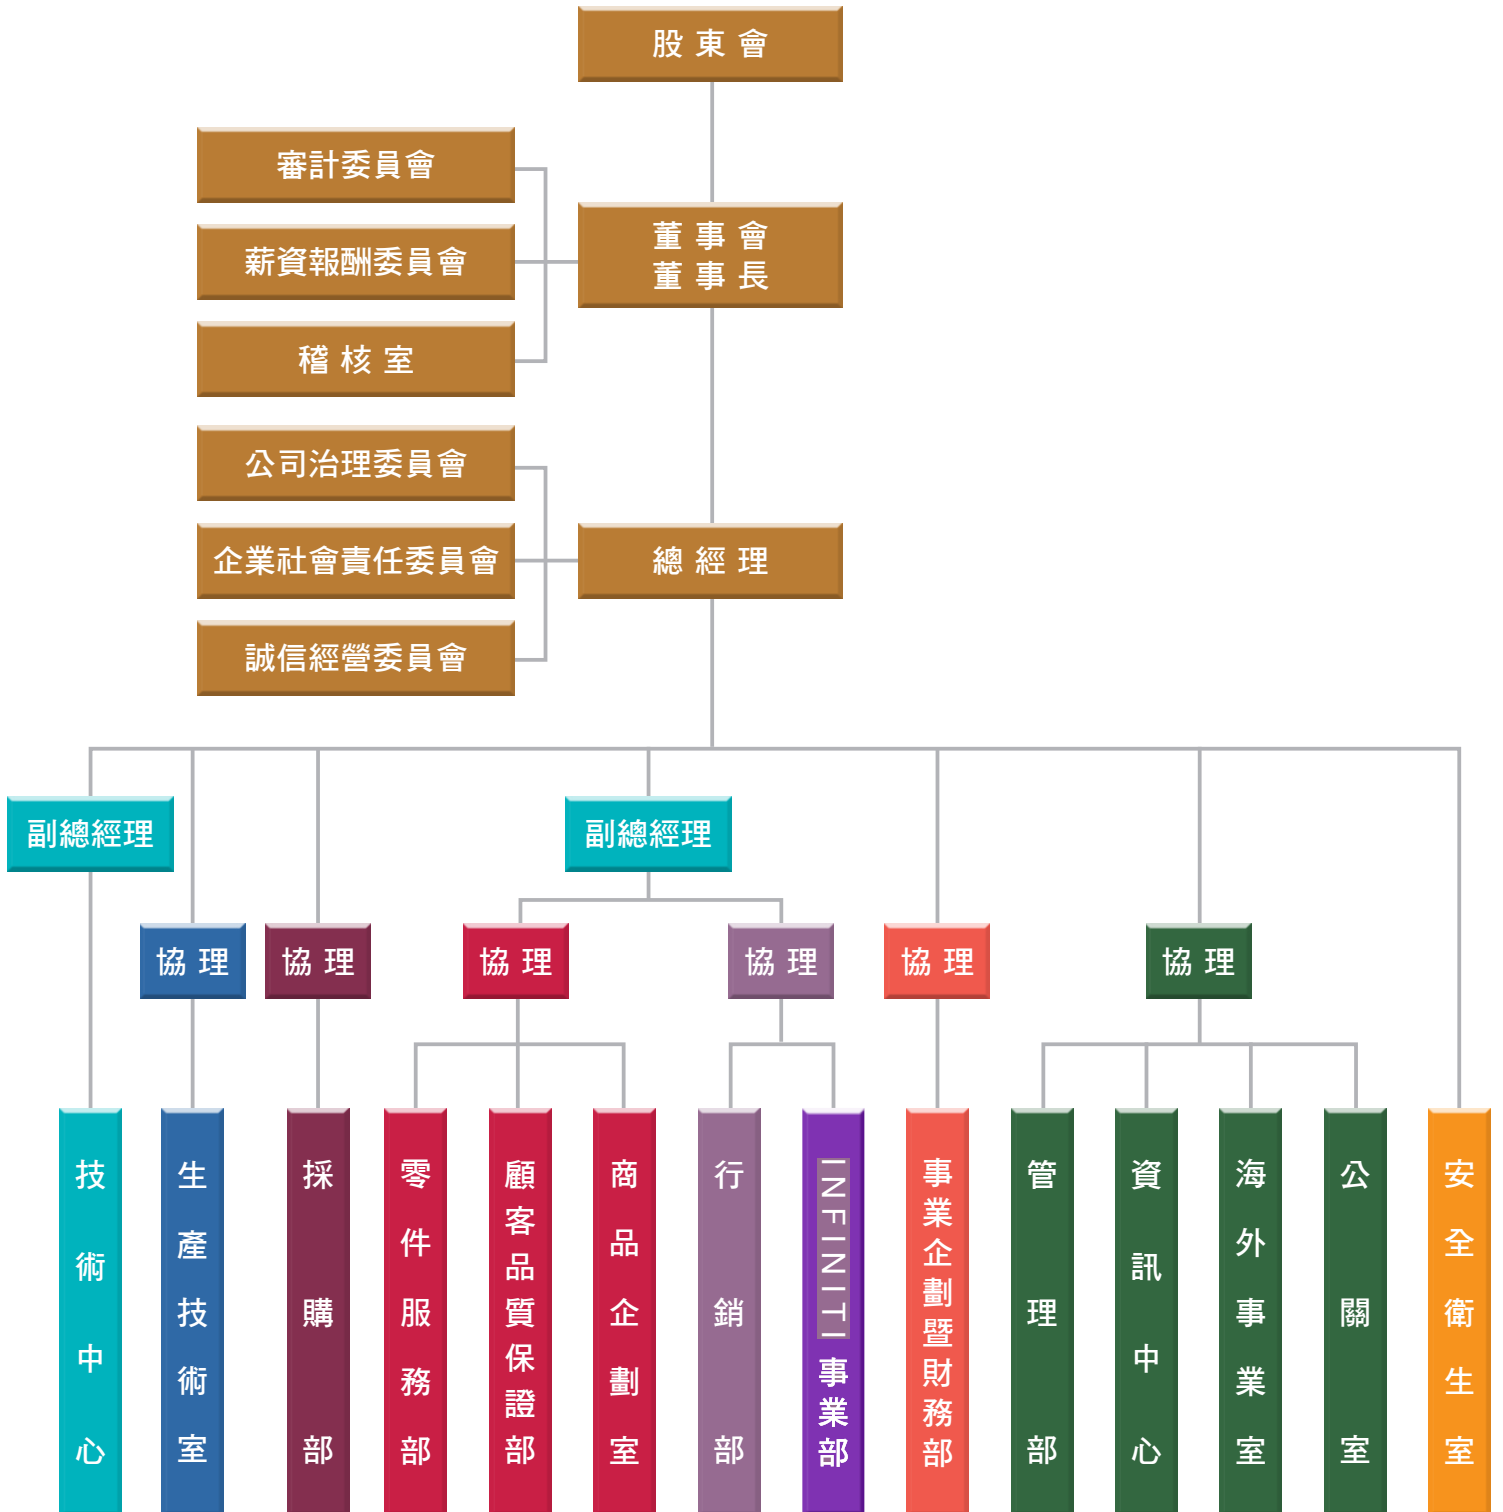 股東會
審計委員會
董事會
董事長
薪資報酬委員會
稽核室
公司治理委員會
企業社會責任委員會
總經理
誠信經營委員會
副總經理
副總經理
協理
協理
協理
協理
協理
協理
技術中心
生產技術室
採購部
零件服務部
顧客品質保證部
商品企劃室
行銷部
INFINITI事業部
事業企劃暨財務部
管理部
資訊中心
海外事業室
公關室
安全衛生室